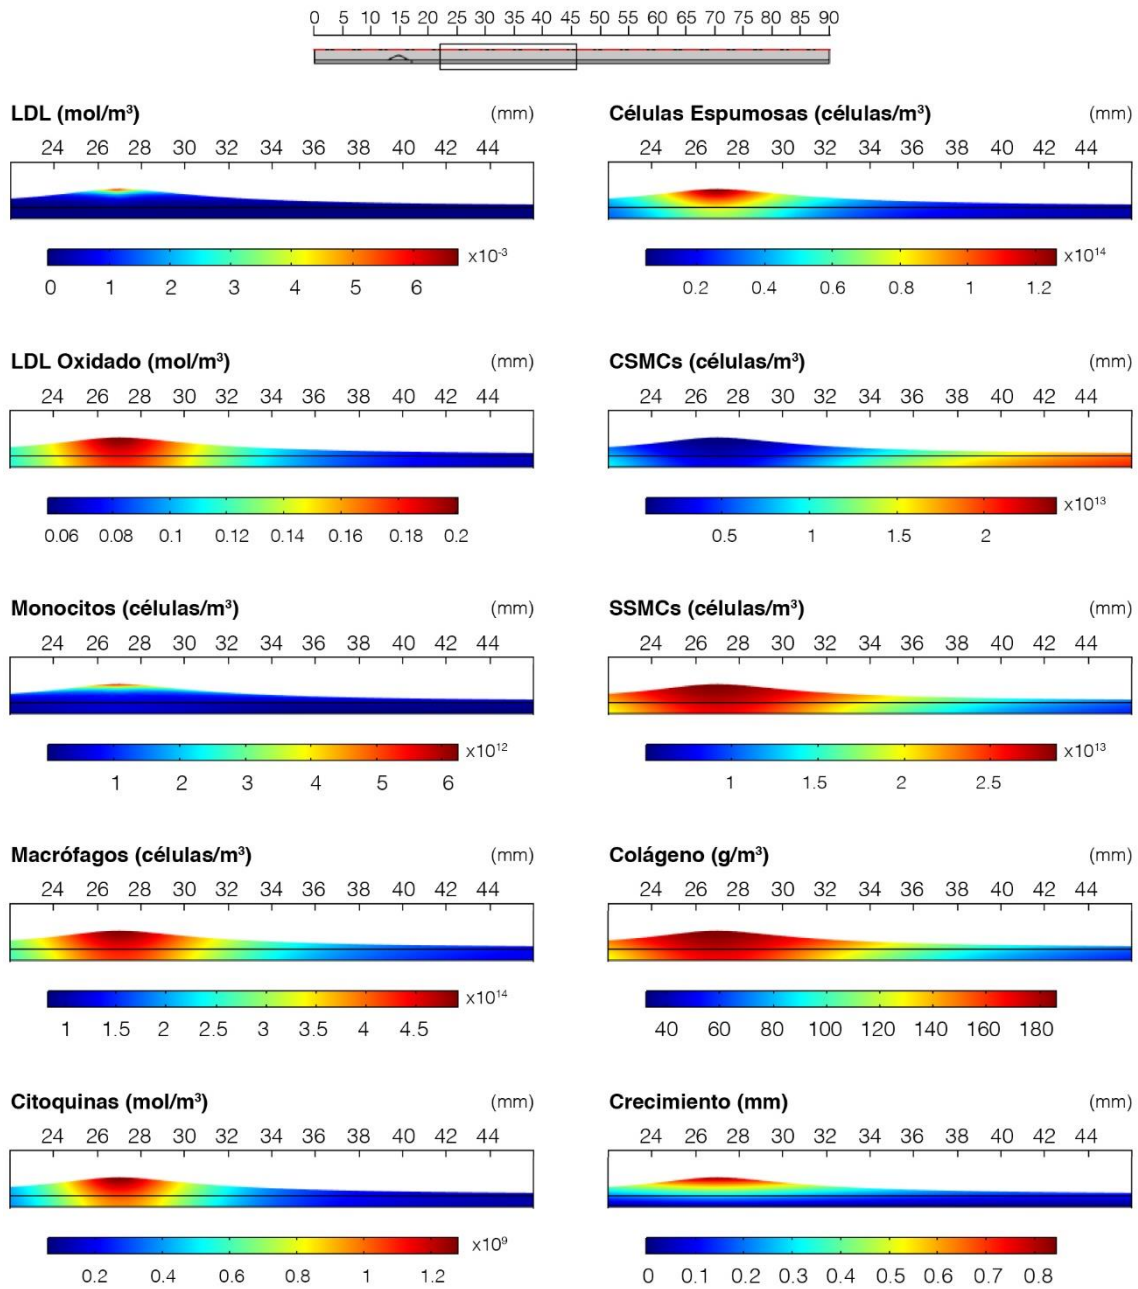 0 5 10 15 20 25 30 35 40 45 50 55 60 65 70 75 80 85 90
LDL (mol/m³) (mm)
24 26 28 30 32 34 36 38 40 42 44
x10⁻³
0 1 2 3 4 5 6
Células Espumosas (células/m³) (mm)
24 26 28 30 32 34 36 38 40 42 44
x10¹⁴
0.2 0.4 0.6 0.8 1 1.2
LDL Oxidado (mol/m³) (mm)
24 26 28 30 32 34 36 38 40 42 44
0.06 0.08 0.1 0.12 0.14 0.16 0.18 0.2
CSMCs (células/m³) (mm)
24 26 28 30 32 34 36 38 40 42 44
x10¹³
0.5 1 1.5 2
Monocitos (células/m³) (mm)
24 26 28 30 32 34 36 38 40 42 44
x10¹²
1 2 3 4 5 6
SSMCs (células/m³) (mm)
24 26 28 30 32 34 36 38 40 42 44
x10¹³
1 1.5 2 2.5
Macrófagos (células/m³) (mm)
24 26 28 30 32 34 36 38 40 42 44
x10¹⁴
1 1.5 2 2.5 3 3.5 4 4.5
Colágeno (g/m³) (mm)
24 26 28 30 32 34 36 38 40 42 44
40 60 80 100 120 140 160 180
Citoquinas (mol/m³) (mm)
24 26 28 30 32 34 36 38 40 42 44
x10⁹
0.2 0.4 0.6 0.8 1 1.2
Crecimiento (mm) (mm)
24 26 28 30 32 34 36 38 40 42 44
0 0.1 0.2 0.3 0.4 0.5 0.6 0.7 0.8